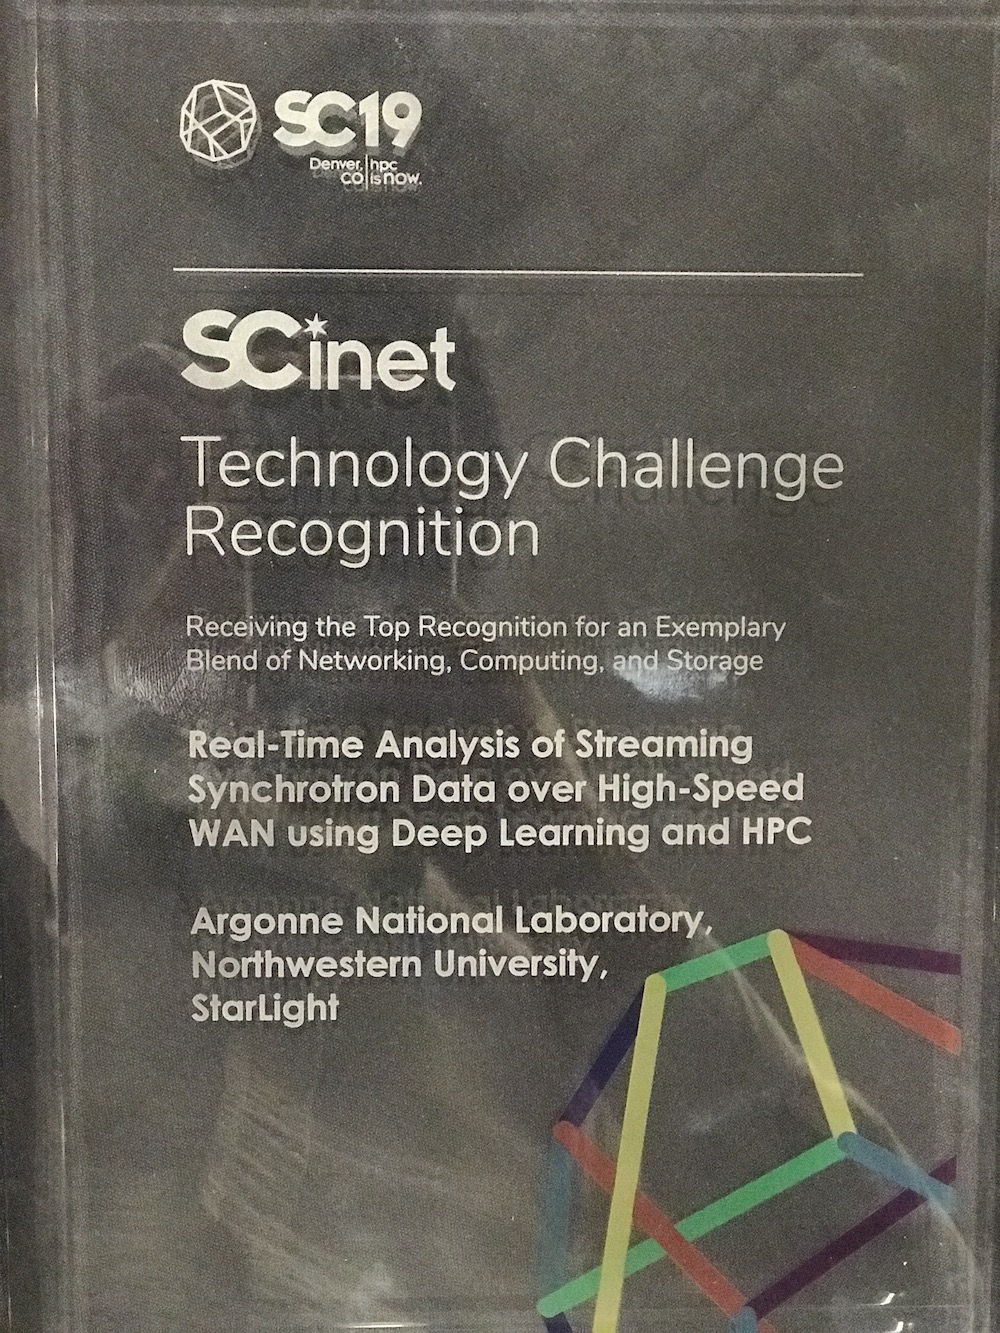 SC19
Denver, hpc
CO is now.
SCinet
Technology Challenge
Recognition
Receiving the Top Recognition for an Exemplary
Blend of Networking, Computing, and Storage
Real-Time Analysis of Streaming
Synchrotron Data over High-Speed
WAN using Deep Learning and HPC
Argonne National Laboratory,
Northwestern University,
StarLight